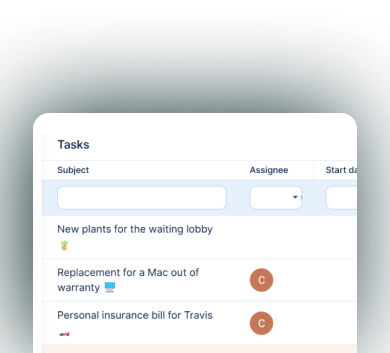 Tasks
Subject Assignee Start da
New plants for the waiting lobby
🪴
C
Replacement for a Mac out of
warranty 🖥️
C
Personal insurance bill for Travis
🏎️